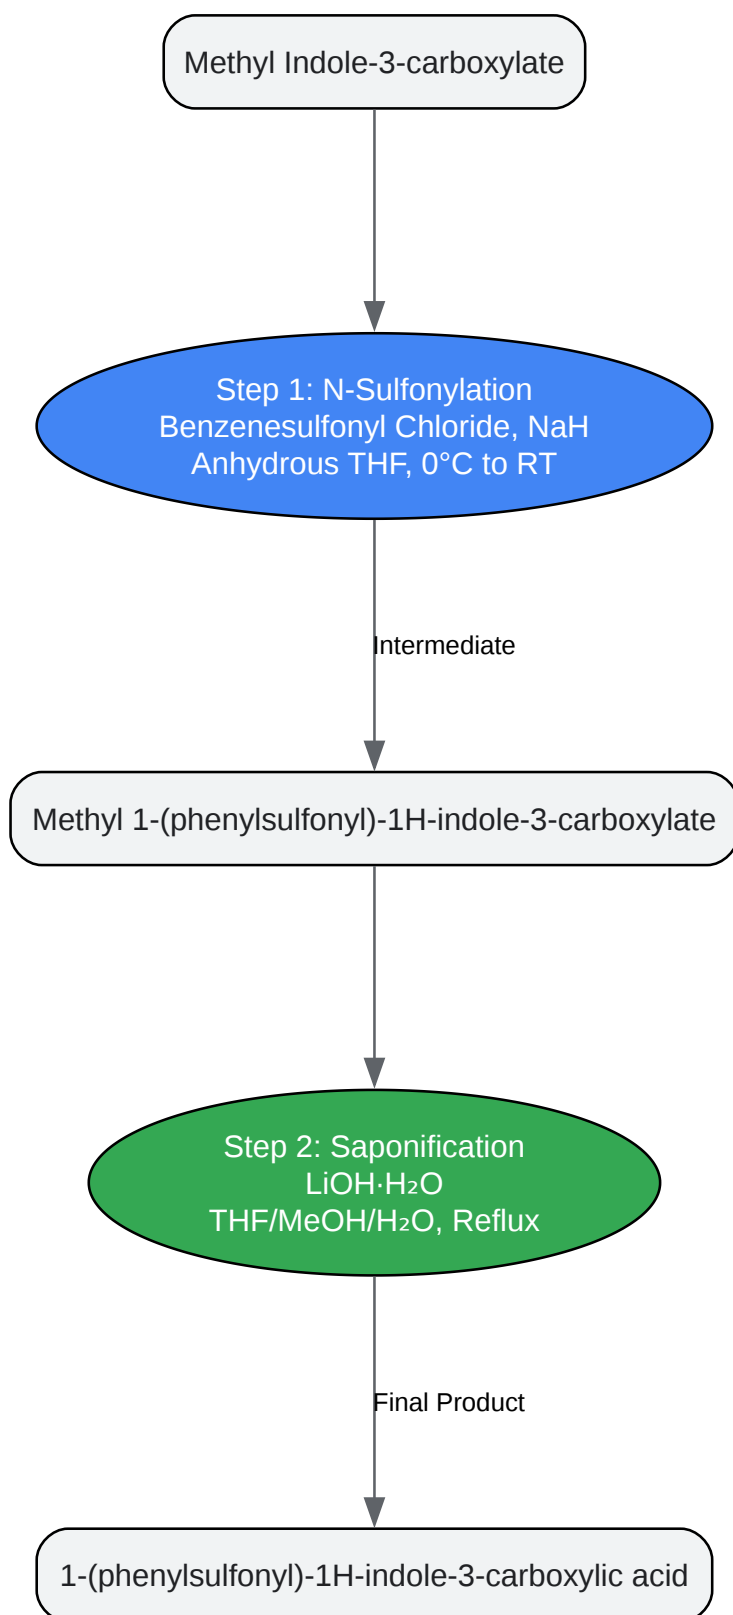 Methyl Indole-3-carboxylate
Step 1: N-Sulfonylation
Benzenesulfonyl Chloride, NaH
Anhydrous THF, 0°C to RT
Intermediate
Methyl 1-(phenylsulfonyl)-1H-indole-3-carboxylate
Step 2: Saponification
LiOH·H₂O
THF/MeOH/H₂O, Reflux
Final Product
1-(phenylsulfonyl)-1H-indole-3-carboxylic acid